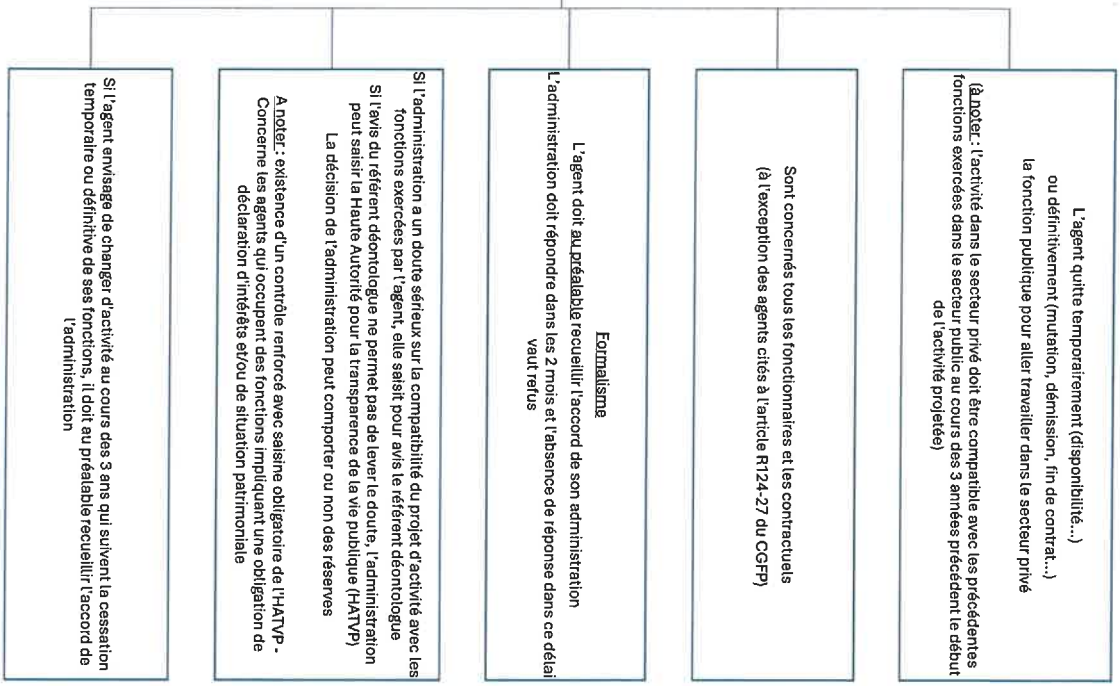 L'agent quitte temporairement (disponibilité...)
ou définitivement (mutation, démission, fin de contrat...)
la fonction publique pour aller travailler dans le secteur privé
(à noter : l'activité dans le secteur privé doit être compatible avec les précédentes
fonctions exercées dans le secteur public au cours des 3 années précédent le début
de l'activité projetée)
Sont concernés tous les fonctionnaires et les contractuels
(à l'exception des agents cités à l'article R124-27 du CGFP)
Formalisme
L'agent doit au préalable recueillir l'accord de son administration
L'administration doit répondre dans les 2 mois et l'absence de réponse dans ce délai
vaut refus
Si l'administration a un doute sérieux sur la compatibilité du projet d'activité avec les
fonctions exercées par l'agent, elle saisit pour avis le référent déontologue
Si l'avis du référent déontologue ne permet pas de lever le doute, l'administration
peut saisir la Haute Autorité pour la transparence de la vie publique (HATVP)
La décision de l'administration peut comporter ou non des réserves
A noter : existence d'un contrôle renforcé avec saisine obligatoire de l'HATVP -
Concerne les agents qui occupent des fonctions impliquant une obligation de
déclaration d'intérêts et/ou de situation patrimoniale
Si l'agent envisage de changer d'activité au cours des 3 ans qui suivent la cessation
temporaire ou définitive de ses fonctions, il doit au préalable recueillir l'accord de
l'administration